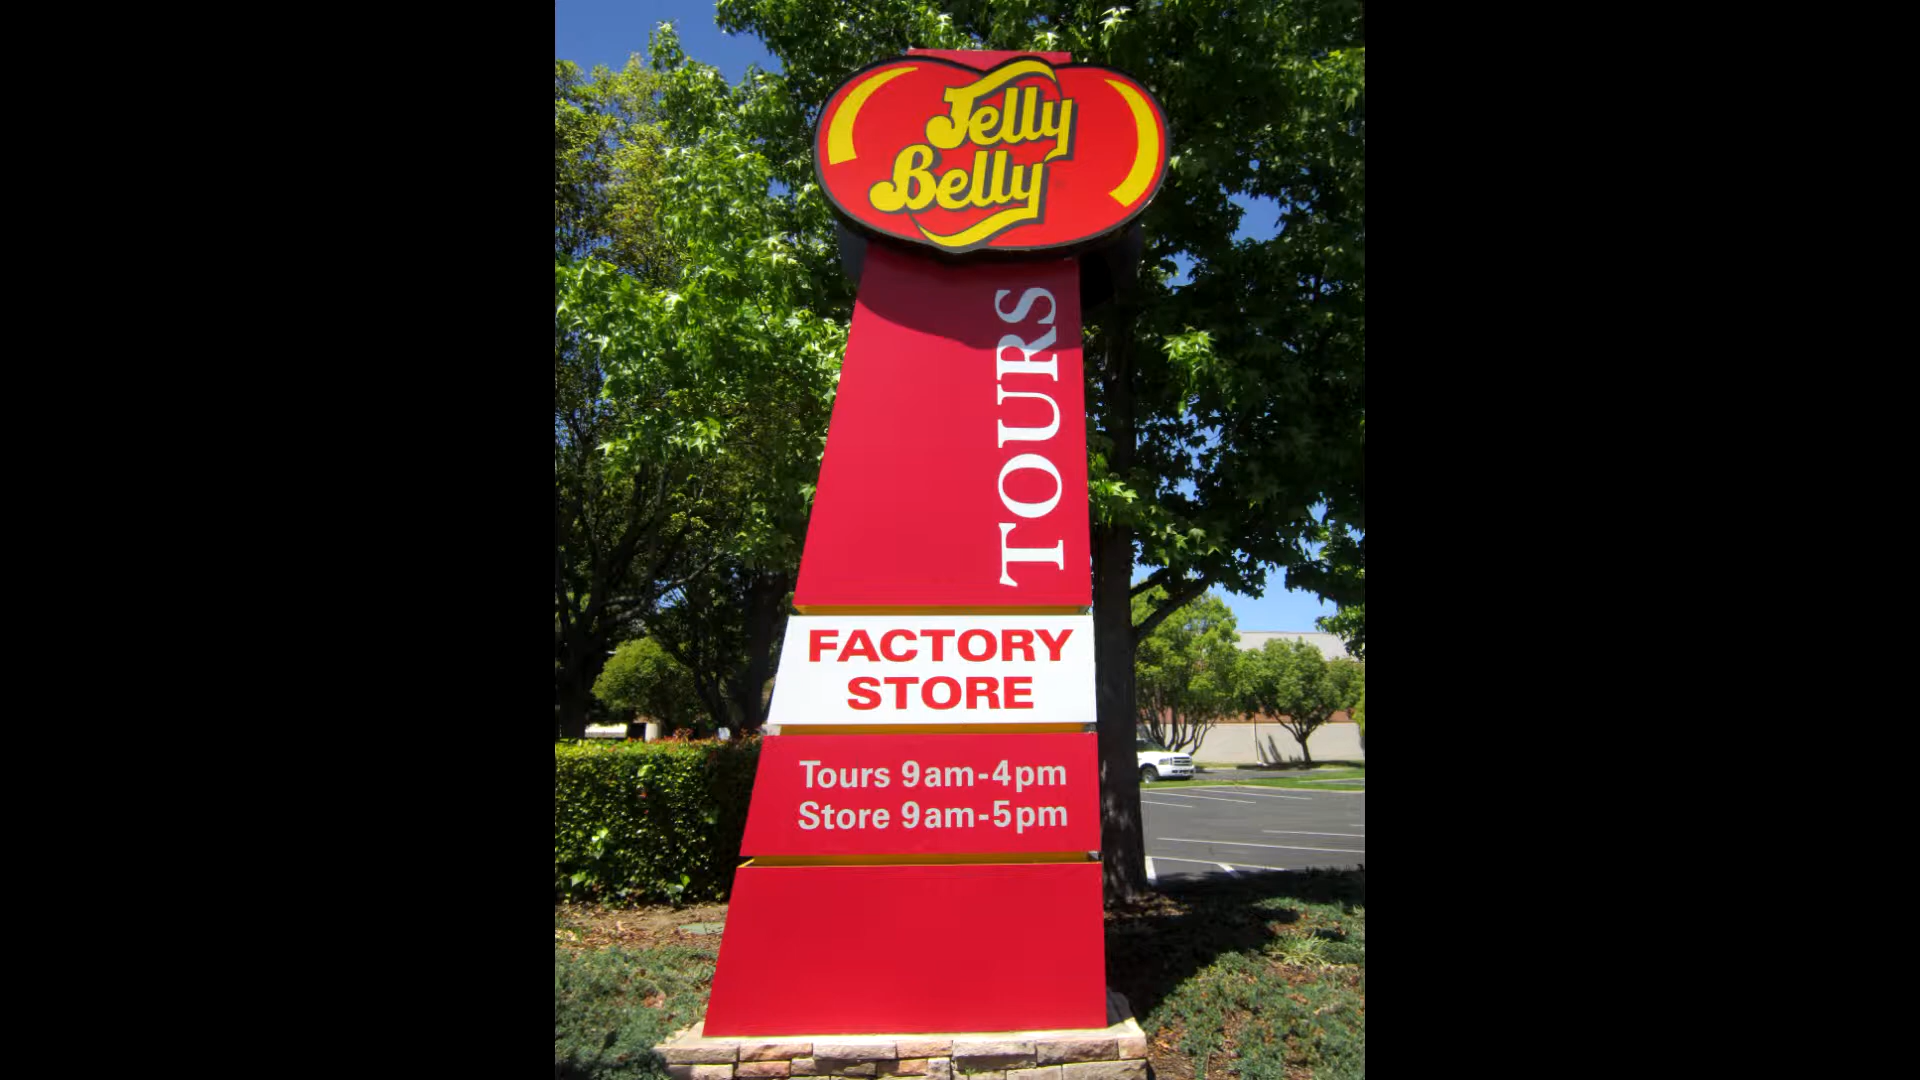 Jelly
Belly
TOURS
FACTORY
STORE
Tours 9am-4pm
Store 9am-5pm